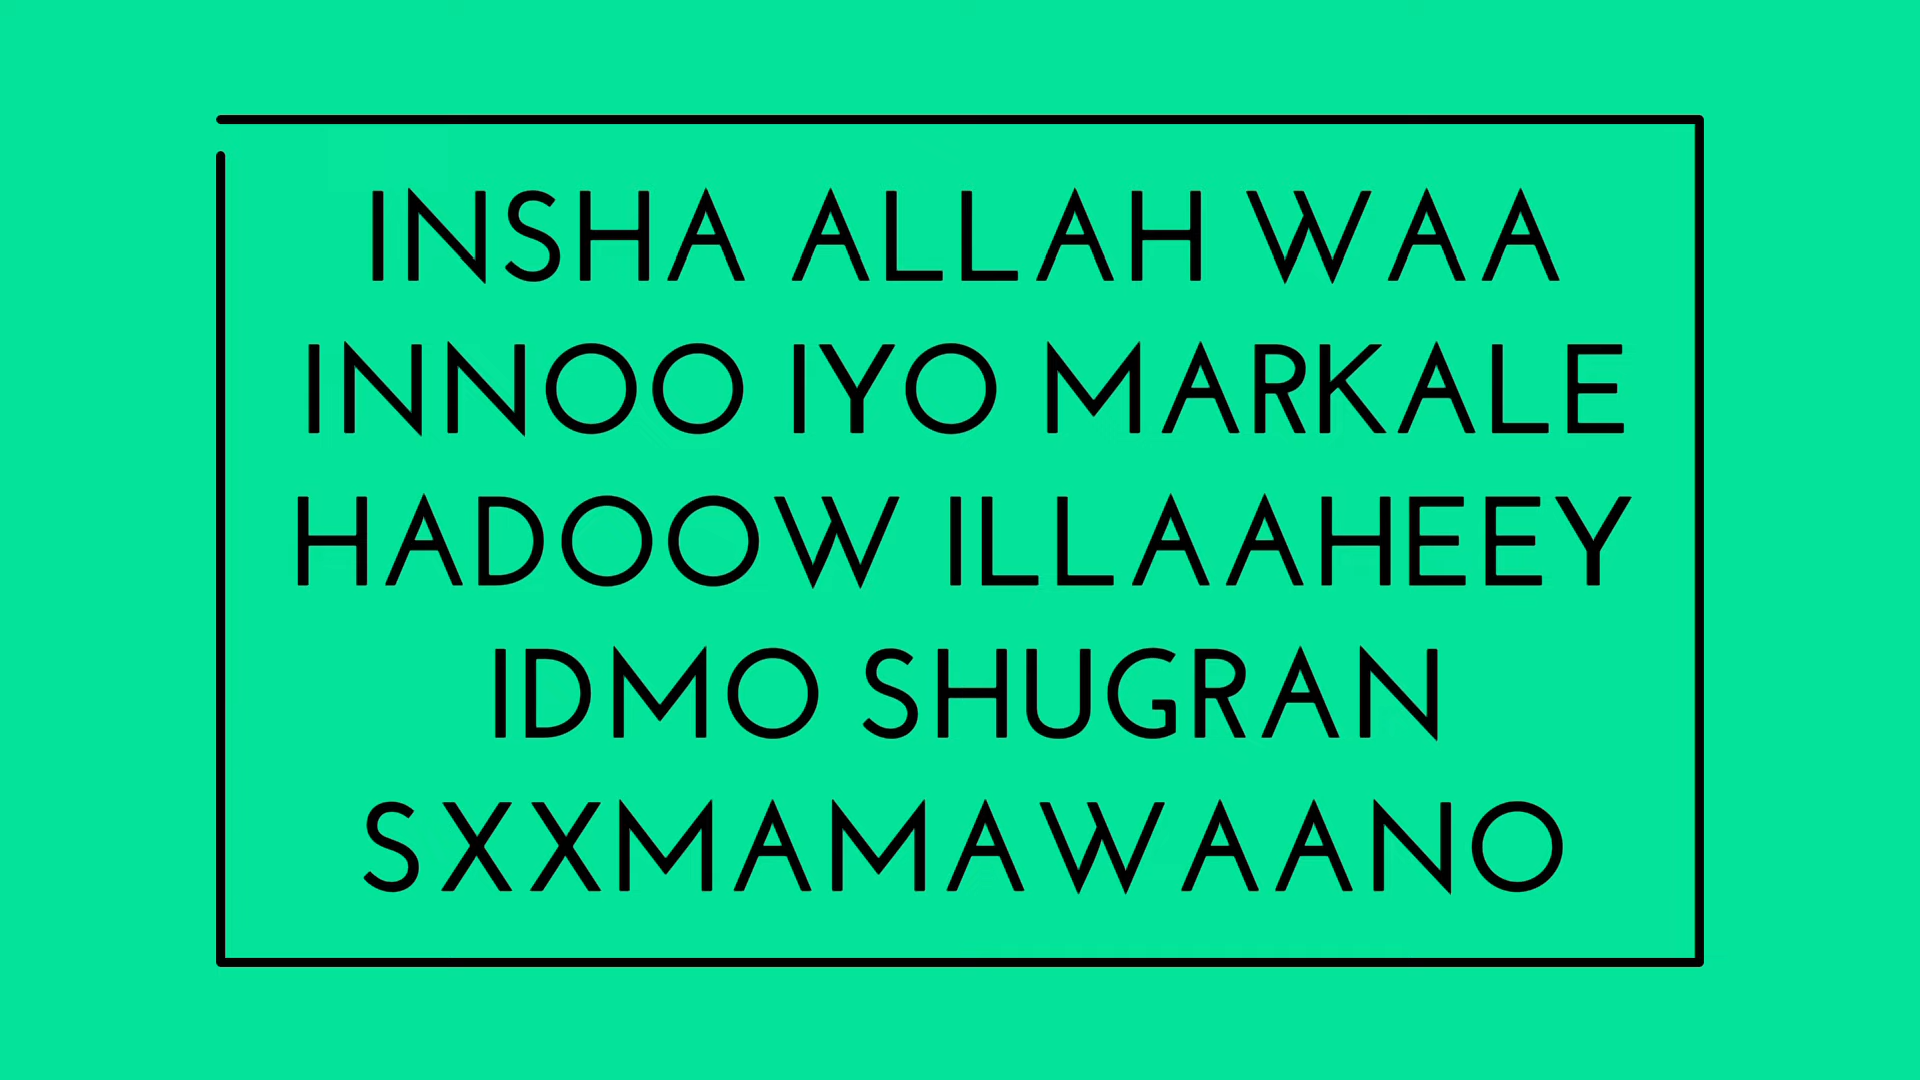 INSHA ALLAH WAA
INNOO IYO MARKALE
HADOOW ILLAAHEEY
IDMO SHUGRAN
SXXMAMAWAANO